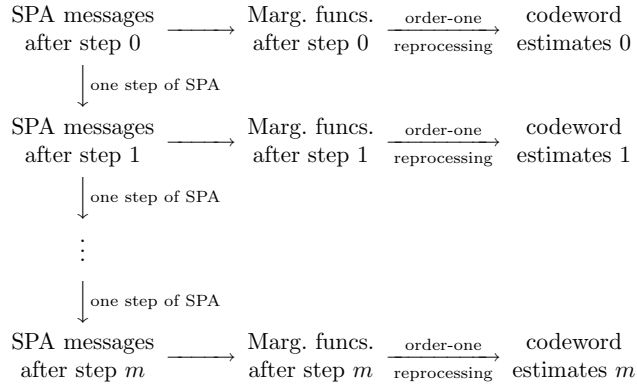 SPA messages
after step 0
Marg. funcs.
after step 0
order-one
reprocessing
codeword
estimates 0
one step of SPA
SPA messages
after step 1
Marg. funcs.
after step 1
order-one
reprocessing
codeword
estimates 1
one step of SPA
⋮
one step of SPA
SPA messages
after step m
Marg. funcs.
after step m
order-one
reprocessing
codeword
estimates m